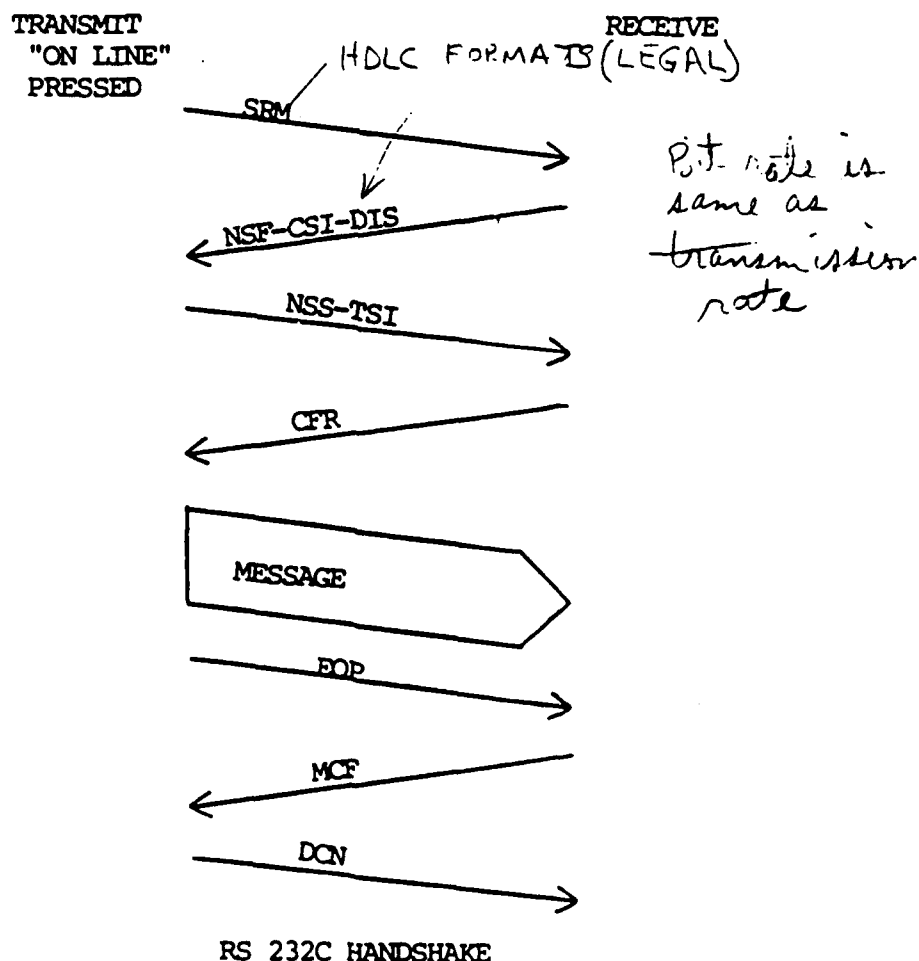 TRANSMIT
"ON LINE"
PRESSED
RECEIVE
HDLC FORMATS (LEGAL)
SRM
rate is
same as
transmission
rate
NSF-CSI-DIS
NSS-TSI
CFR
MESSAGE
EOP
MCF
DCN
RS 232C HANDSHAKE